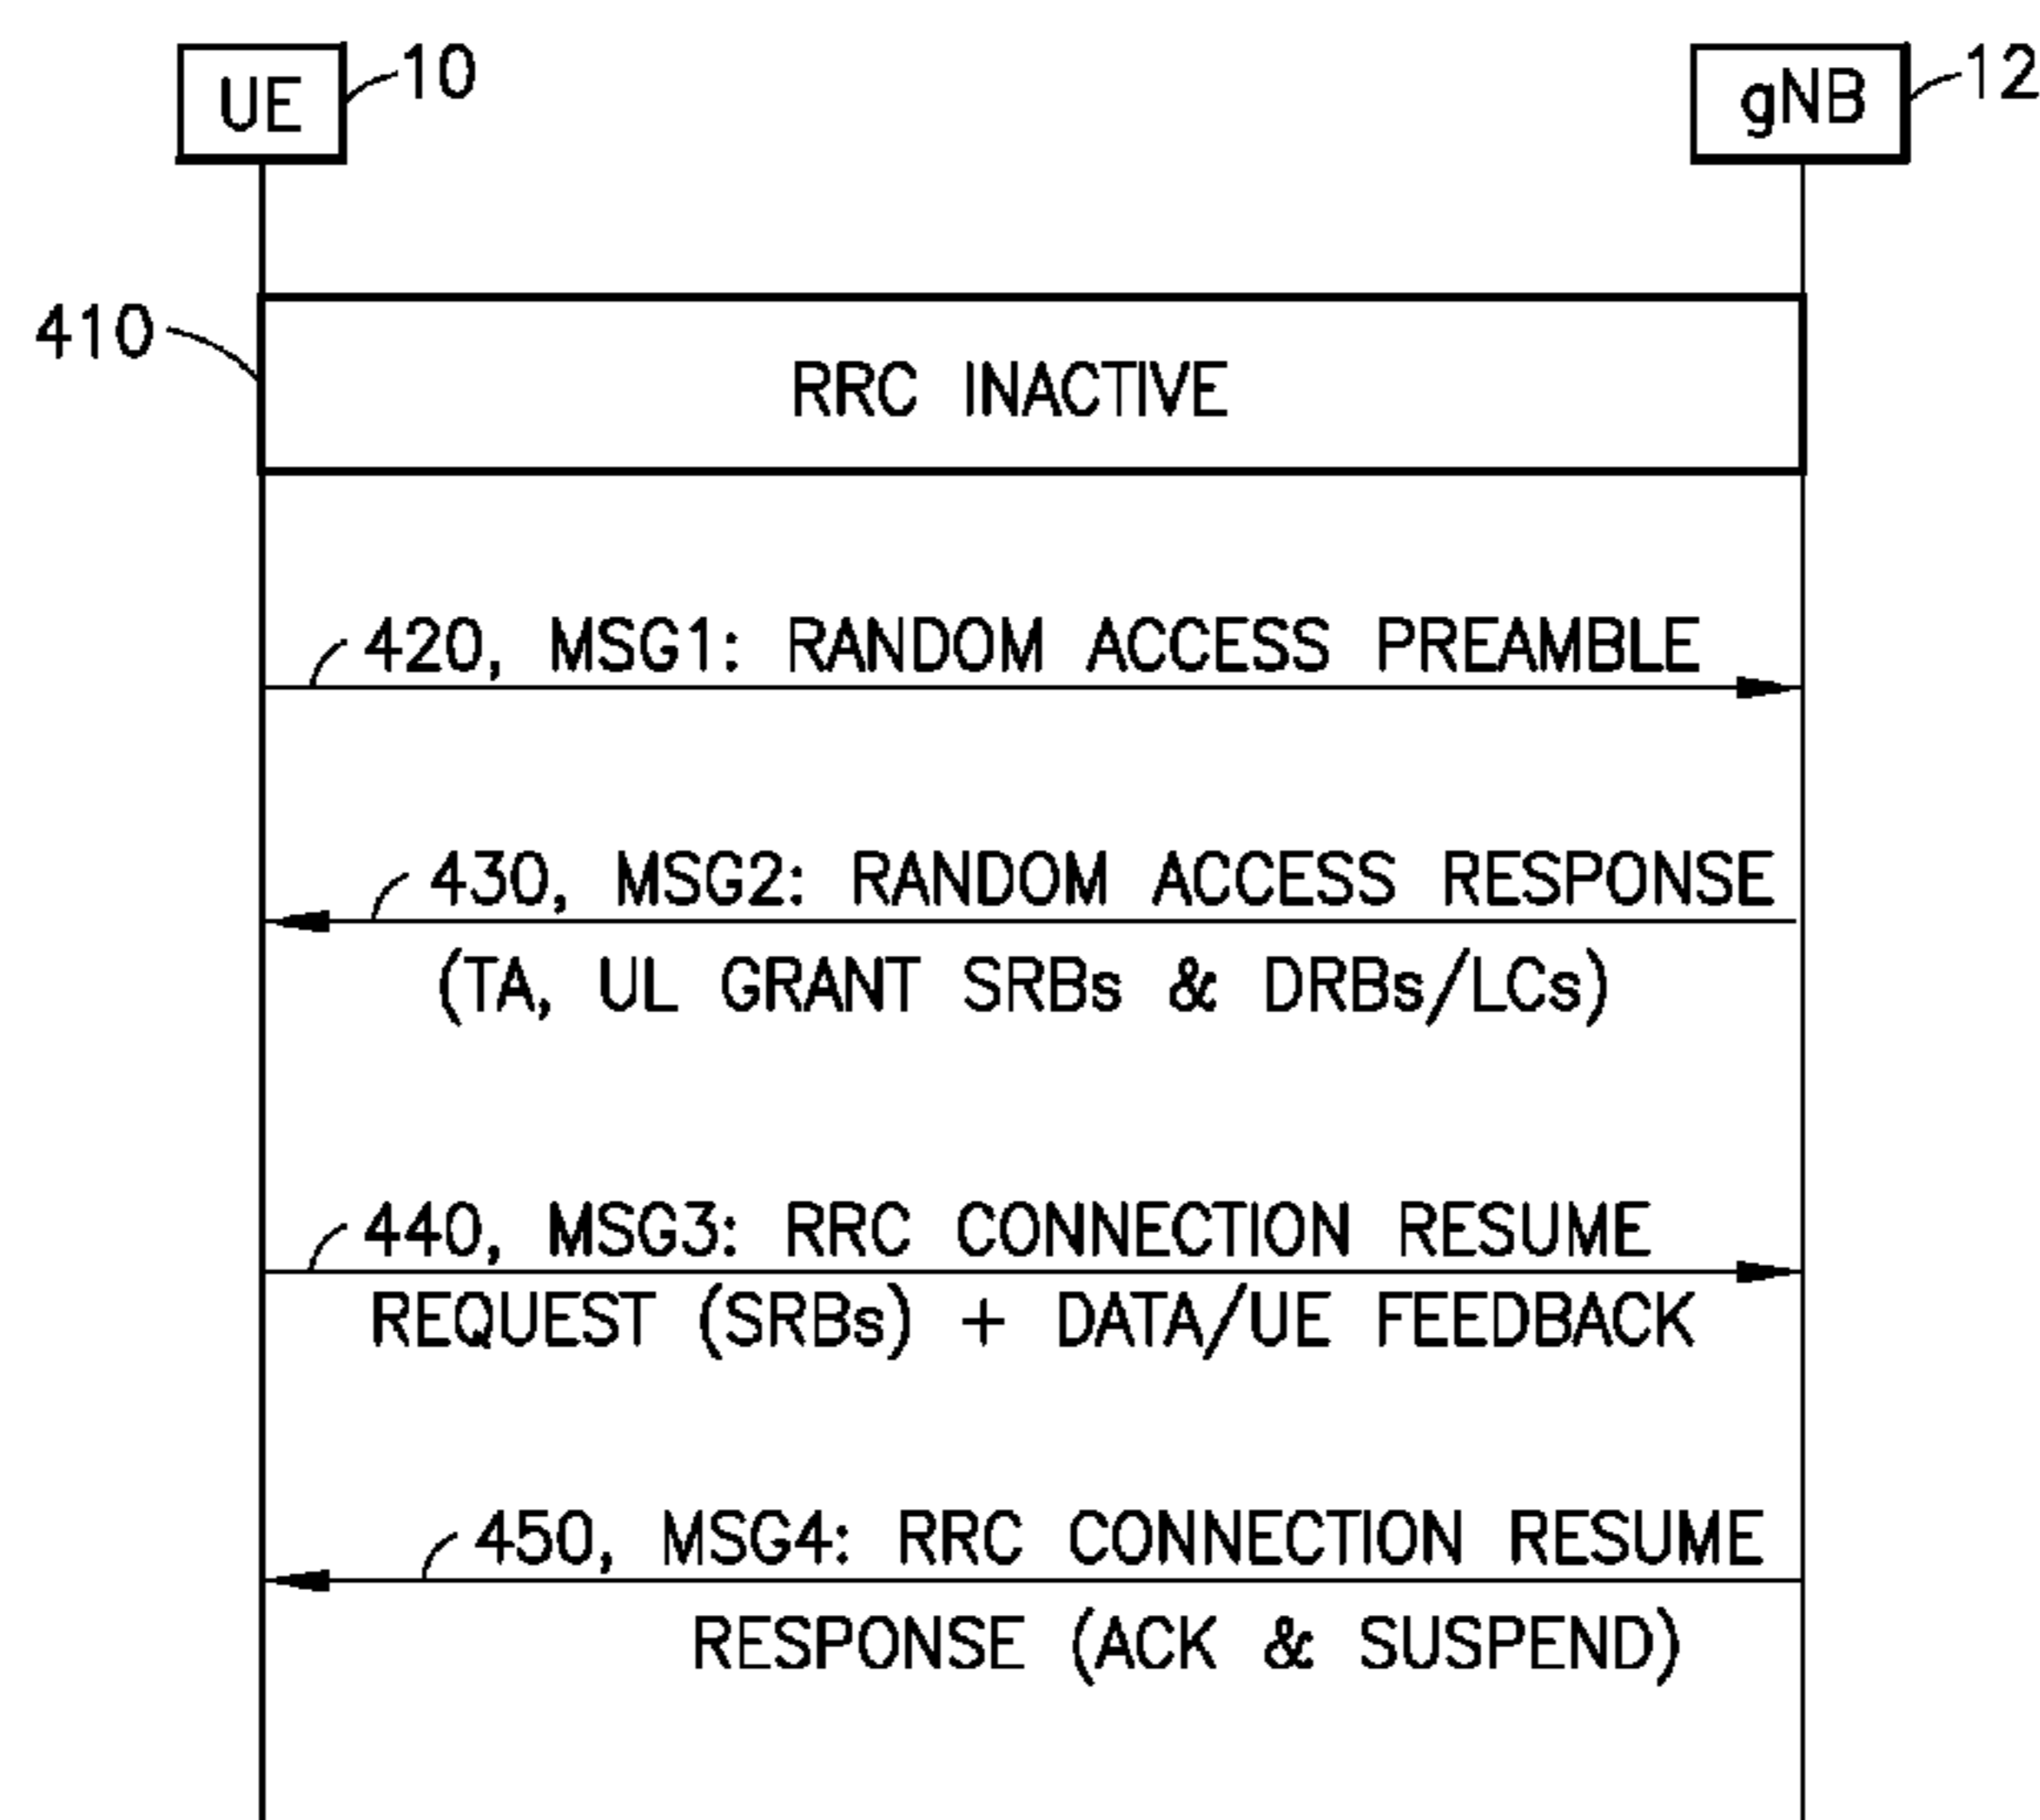 UE
10
gNB
12
410
RRC INACTIVE
420, MSG1: RANDOM ACCESS PREAMBLE
430, MSG2: RANDOM ACCESS RESPONSE
(TA, UL GRANT SRBs & DRBs/LCs)
440, MSG3: RRC CONNECTION RESUME
REQUEST (SRBs) + DATA/UE FEEDBACK
450, MSG4: RRC CONNECTION RESUME
RESPONSE (ACK & SUSPEND)